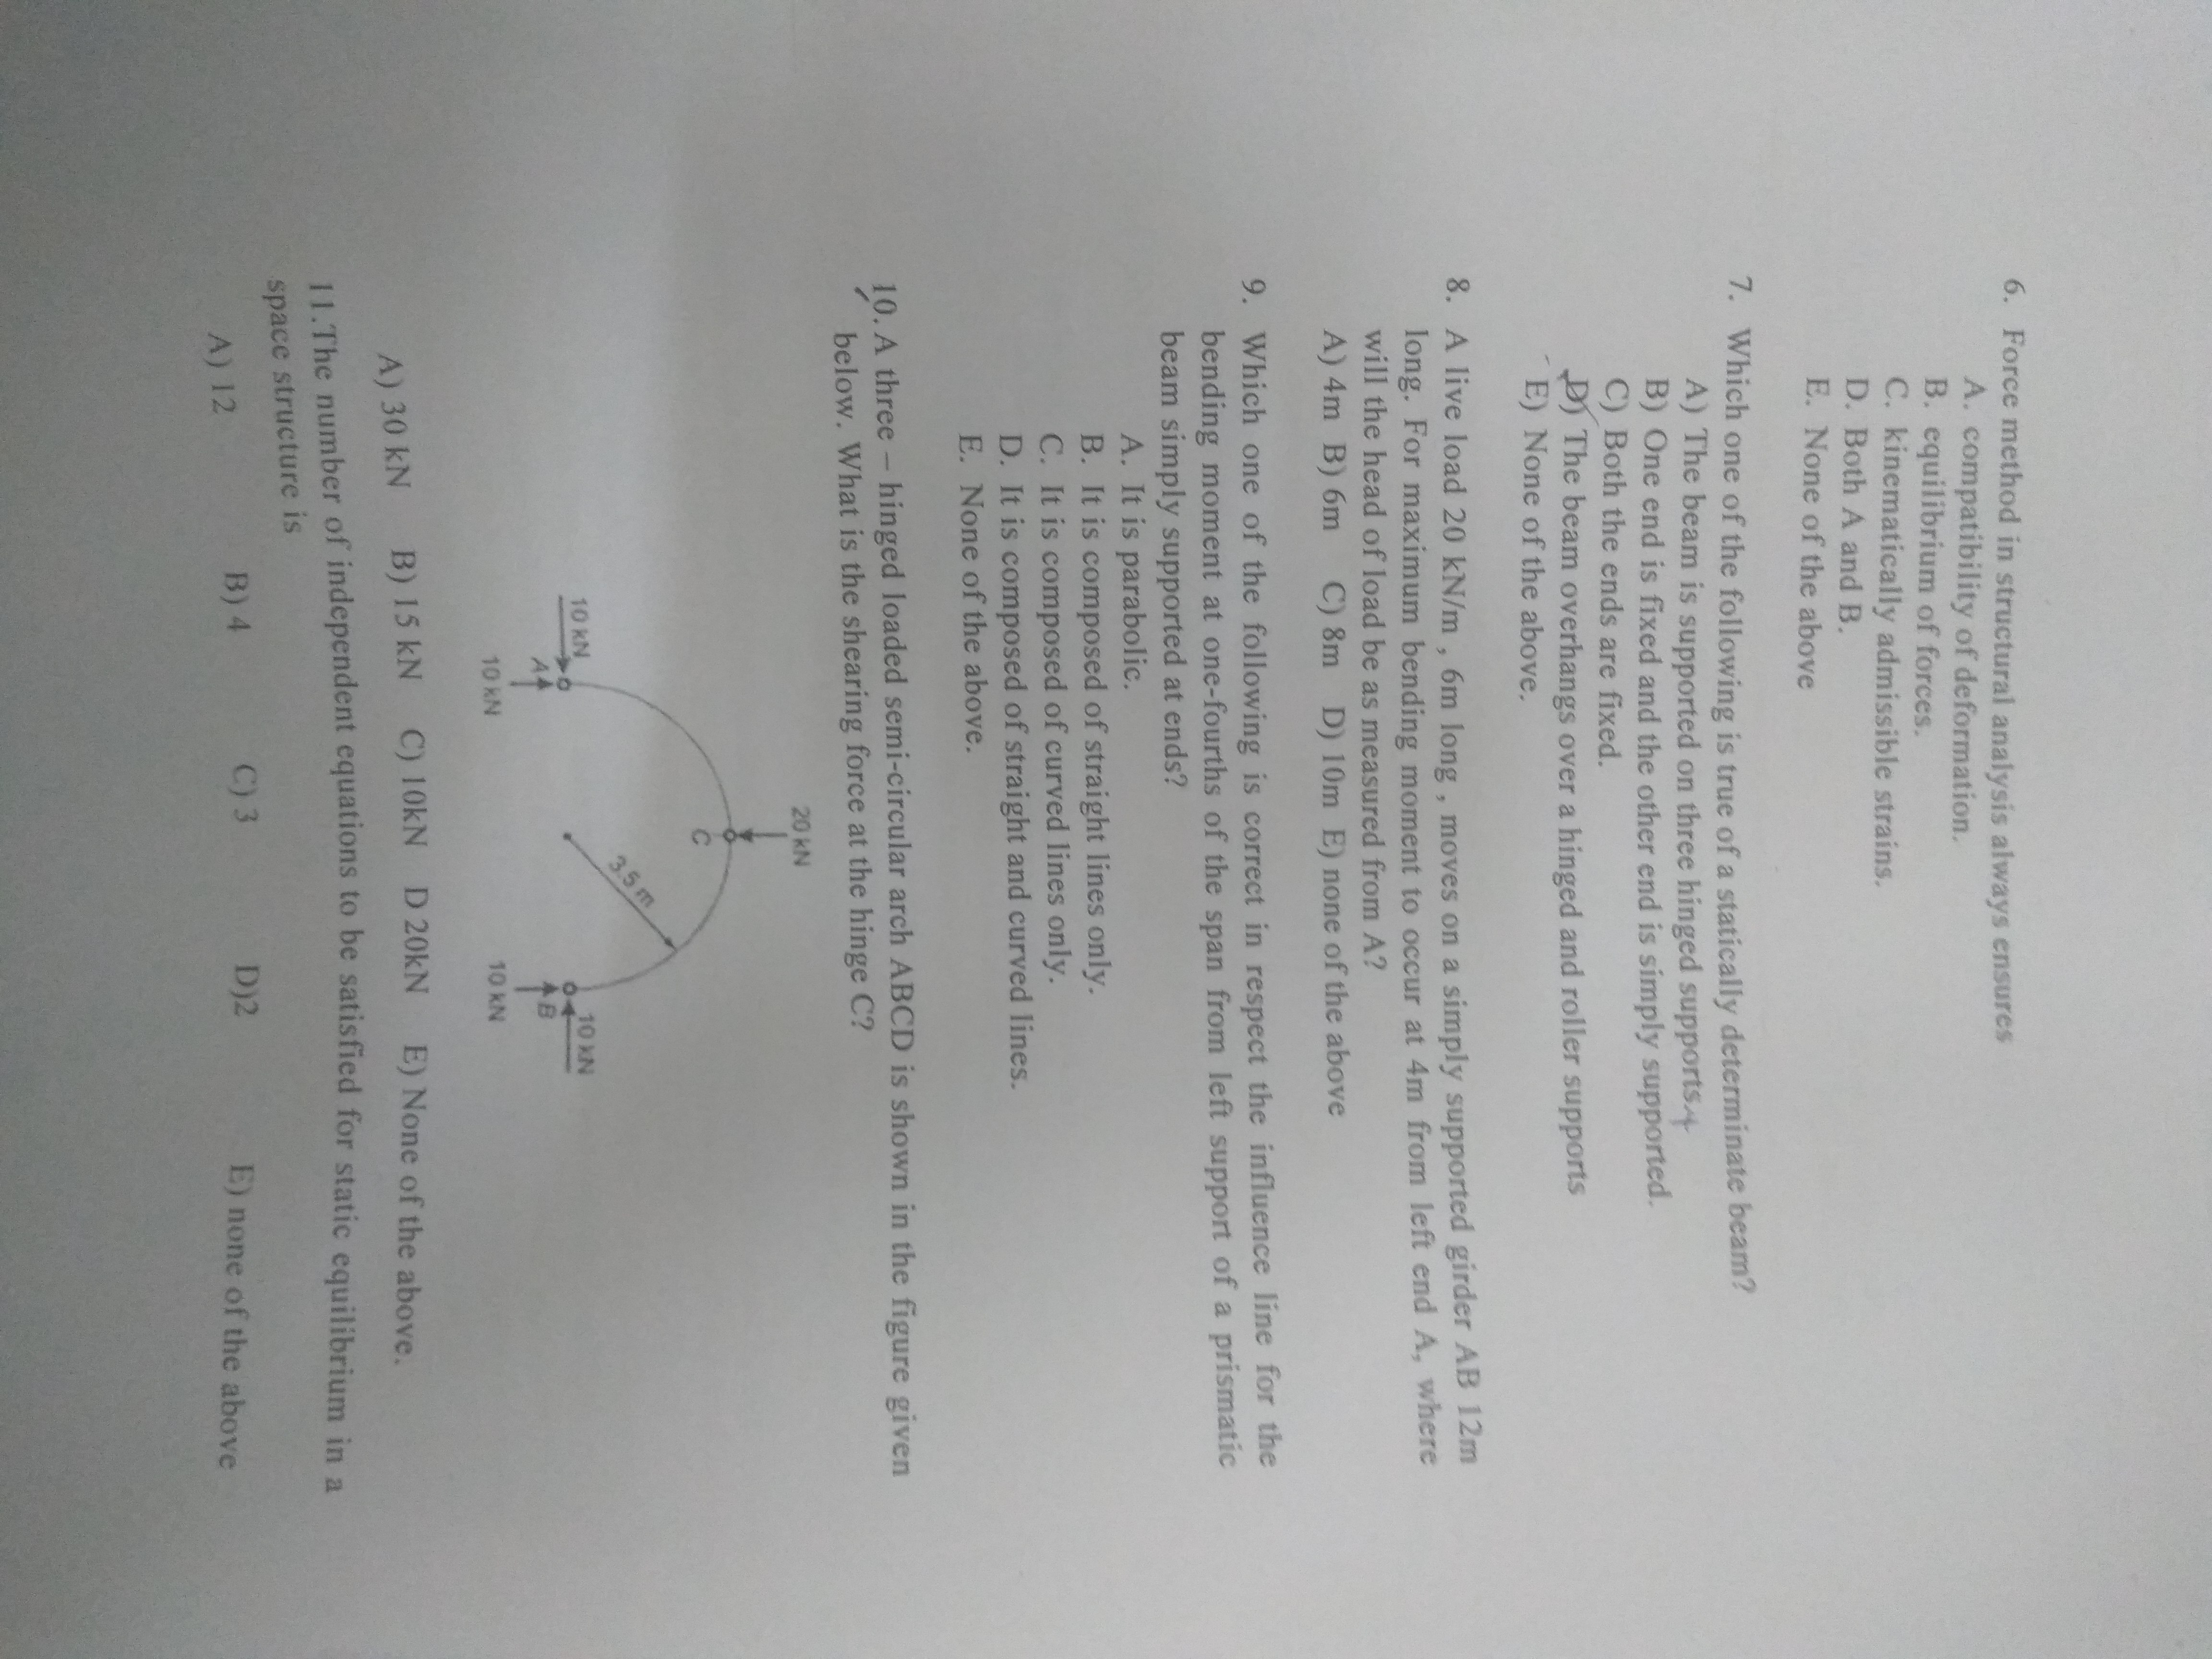 6. Force method in structural analysis always ensures
A. compatibility of deformation.
B. equilibrium of forces.
C. kinematically admissible strains.
D. Both A and B.
E. None of the above
7. Which one of the following is true of a statically determinate beam?
A) The beam is supported on three hinged supports.
B) One end is fixed and the other end is simply supported.
C) Both the ends are fixed.
D) The beam overhangs over a hinged and roller supports
E) None of the above.
8. A live load 20 kN/m , 6m long , moves on a simply supported girder AB 12m
long. For maximum bending moment to occur at 4m from left end A, where
will the head of load be as measured from A?
A) 4m B) 6m C) 8m D) 10m E) none of the above
9. Which one of the following is correct in respect the influence line for the
bending moment at one-fourths of the span from left support of a prismatic
beam simply supported at ends?
A. It is parabolic.
B. It is composed of straight lines only.
C. It is composed of curved lines only.
D. It is composed of straight and curved lines.
E. None of the above.
10. A three – hinged loaded semi-circular arch ABCD is shown in the figure given
below. What is the shearing force at the hinge C?
20 kN
C
3.5 m
10 kN
10 kN
A
B
10 kN
10 kN
A) 30 kN B) 15 kN C) 10kN D 20kN E) None of the above.
11.The number of independent equations to be satisfied for static equilibrium in a
space structure is
A) 12 B) 4 C) 3 D)2 E) none of the above